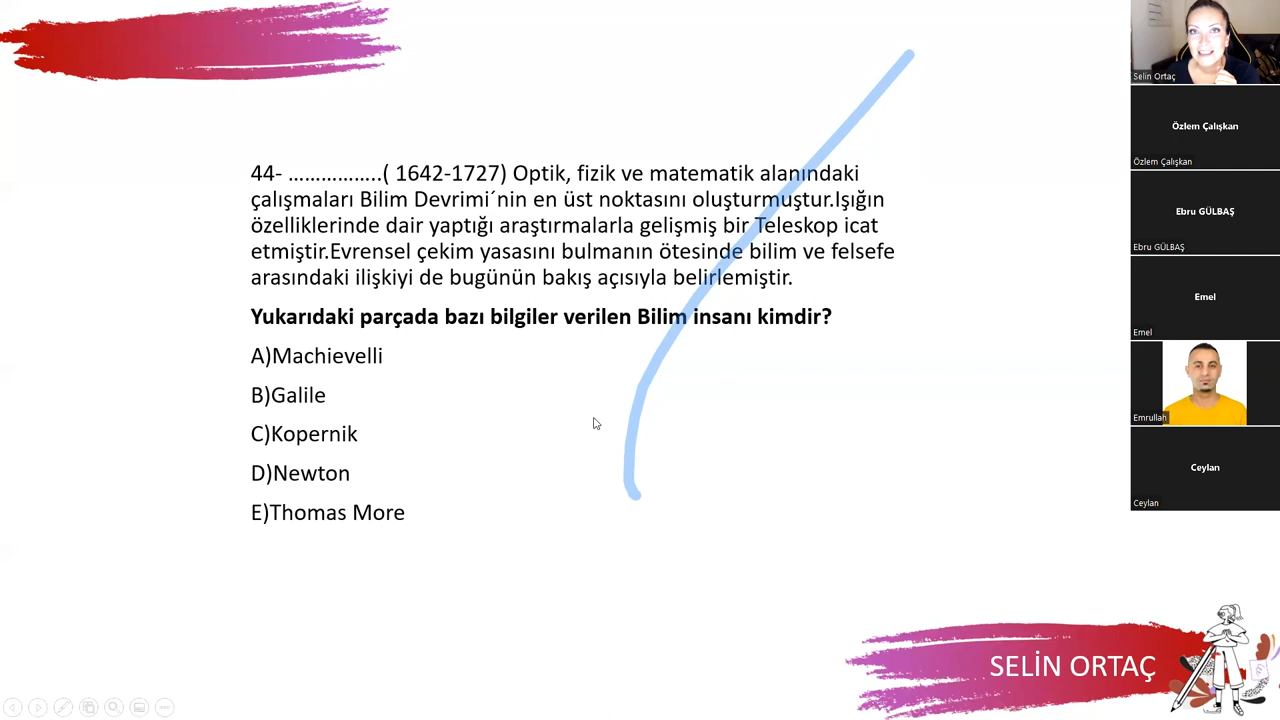 44- ……………..( 1642-1727) Optik, fizik ve matematik alanındaki
çalışmaları Bilim Devrimi´nin en üst noktasını oluşturmuştur.Işığın
özelliklerinde dair yaptığı araştırmalarla gelişmiş bir Teleskop icat
etmiştir.Evrensel çekim yasasını bulmanın ötesinde bilim ve felsefe
arasındaki ilişkiyi de bugünün bakış açısıyla belirlemiştir.
Yukarıdaki parçada bazı bilgiler verilen Bilim insanı kimdir?
A)Machievelli
B)Galile
C)Kopernik
D)Newton
E)Thomas More
SELİN ORTAÇ
Selin Ortaç
Özlem Çalışkan
Özlem Çalışkan
Ebru GÜLBAŞ
Ebru GÜLBAŞ
Emel
Emel
Emrullah
Ceylan
Ceylan